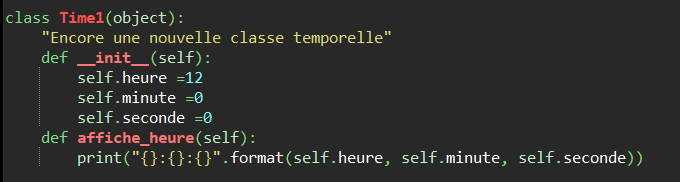 class Time1(object):
    "Encore une nouvelle classe temporelle"
    def __init__(self):
        self.heure =12
        self.minute =0
        self.seconde =0
    def affiche_heure(self):
        print("{}:{}:{}".format(self.heure, self.minute, self.seconde))